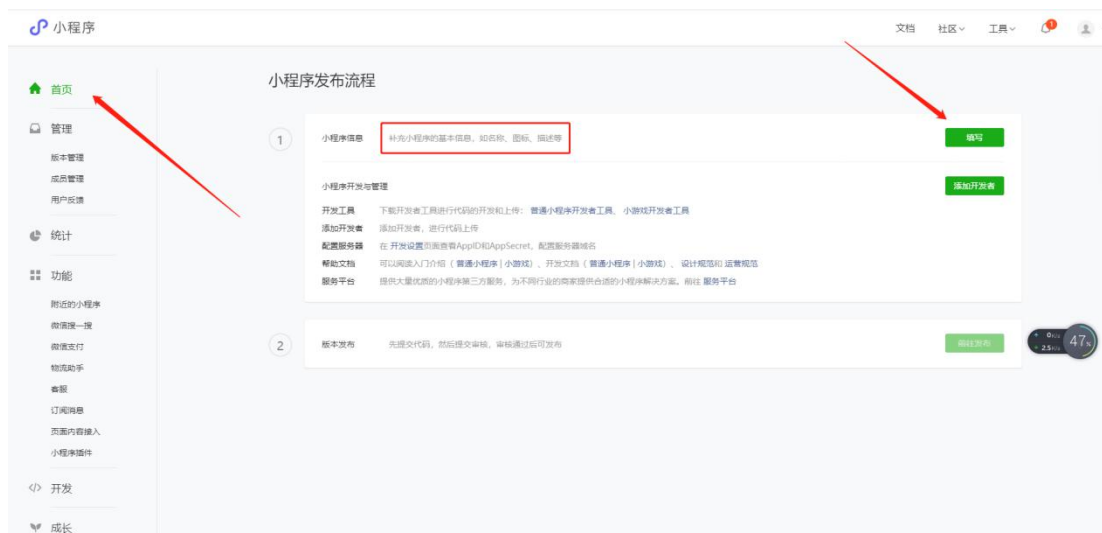 小程序
文档 社区 工具 1
首页
管理
版本管理
成员管理
用户反馈
统计
功能
附近的小程序
微信搜一搜
微信支付
物流助手
客服
订阅消息
页面内容接入
小程序插件
开发
成长
小程序发布流程
1
小程序信息 补充小程序的基本信息，如名称、图标、描述等 填写
小程序开发与管理 添加开发者
开发工具 下载开发者工具进行代码的开发和上传： 普通小程序开发者工具、 小游戏开发者工具
添加开发者 添加开发者，进行代码上传
配置服务器 在 开发设置页面查看AppID和AppSecret，配置服务器域名
帮助文档 可以阅读入门介绍（ 普通小程序 | 小游戏）、开发文档（ 普通小程序 | 小游戏）、 设计规范和 运营规范
服务平台 提供大量优质的小程序第三方服务，为不同行业的商家提供合适的小程序解决方案。前往 服务平台
2
版本发布 先提交代码，然后提交审核，审核通过后可发布 前往发布
0K/s
2.5K/s
47%